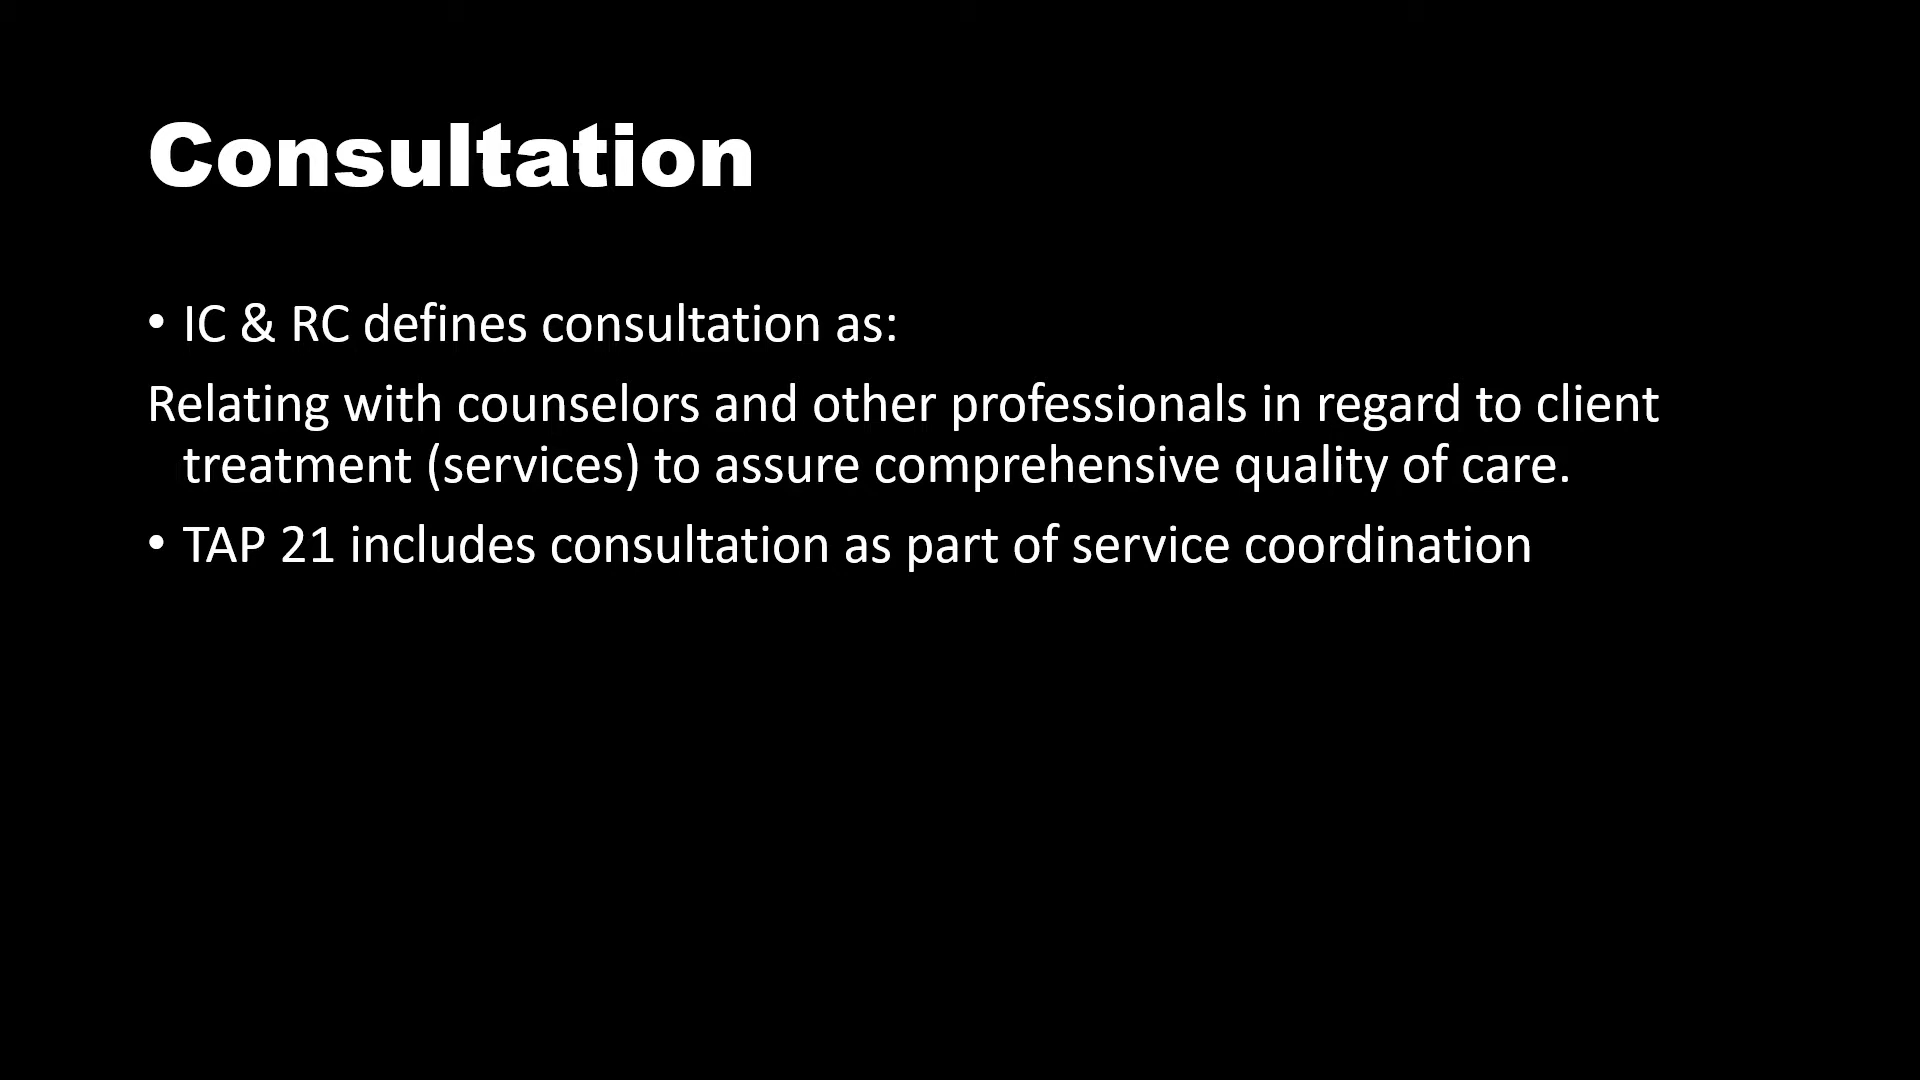 Consultation
• IC & RC defines consultation as:
Relating with counselors and other professionals in regard to client
treatment (services) to assure comprehensive quality of care.
• TAP 21 includes consultation as part of service coordination